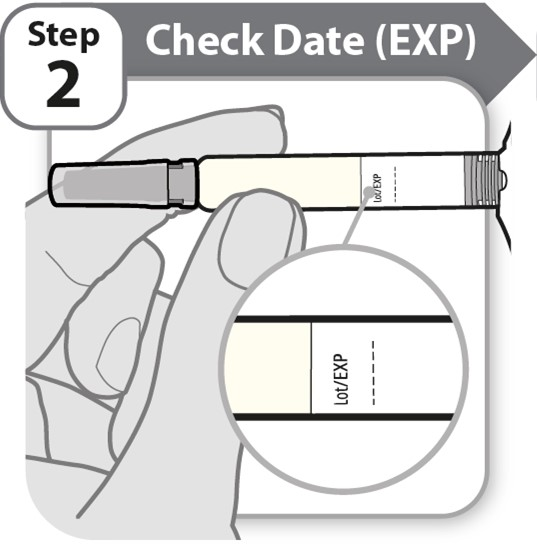 Step
2
Check Date (EXP)
Lot/EXP
Lot/EXP